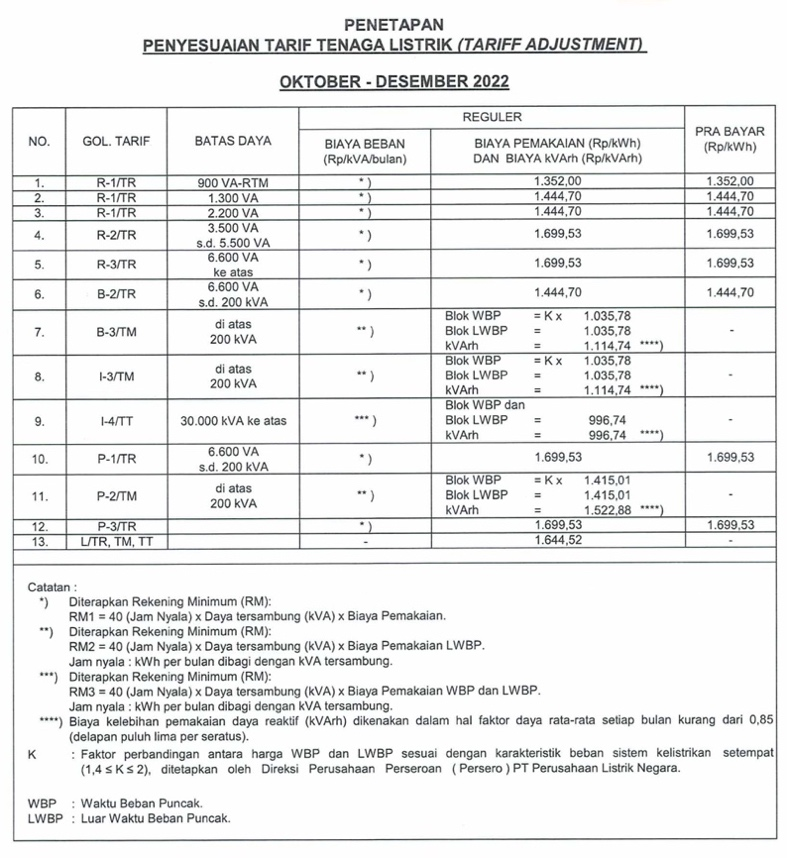 PENETAPAN
PENYESUAIAN TARIF TENAGA LISTRIK (TARIFF ADJUSTMENT)
OKTOBER - DESEMBER 2022
NO. GOL. TARIF BATAS DAYA REGULER PRA BAYAR (Rp/kWh)
BIAYA BEBAN (Rp/kVA/bulan) BIAYA PEMAKAIAN (Rp/kWh) DAN BIAYA kVArh (Rp/kVArh)
1. R-1/TR 900 VA-RTM *) 1.352,00 1.352,00
2. R-1/TR 1.300 VA *) 1.444,70 1.444,70
3. R-1/TR 2.200 VA *) 1.444,70 1.444,70
4. R-2/TR 3.500 VA s.d. 5.500 VA *) 1.699,53 1.699,53
5. R-3/TR 6.600 VA ke atas *) 1.699,53 1.699,53
6. B-2/TR 6.600 VA s.d. 200 kVA *) 1.444,70 1.444,70
7. B-3/TM di atas 200 kVA **) Blok WBP = K x 1.035,78 -
Blok LWBP = 1.035,78
kVArh = 1.114,74 ****)
8. I-3/TM di atas 200 kVA **) Blok WBP = K x 1.035,78 -
Blok LWBP = 1.035,78
kVArh = 1.114,74 ****)
9. I-4/TT 30.000 kVA ke atas ***) Blok WBP dan -
Blok LWBP = 996,74
kVArh = 996,74 ****)
10. P-1/TR 6.600 VA s.d. 200 kVA *) 1.699,53 1.699,53
11. P-2/TM di atas 200 kVA **) Blok WBP = K x 1.415,01 -
Blok LWBP = 1.415,01
kVArh = 1.522,88 ****)
12. P-3/TR *) 1.699,53 1.699,53
13. L/TR, TM, TT - 1.644,52 -
Catatan :
*) Diterapkan Rekening Minimum (RM):
RM1 = 40 (Jam Nyala) x Daya tersambung (kVA) x Biaya Pemakaian.
**) Diterapkan Rekening Minimum (RM):
RM2 = 40 (Jam Nyala) x Daya tersambung (kVA) x Biaya Pemakaian LWBP.
Jam nyala : kWh per bulan dibagi dengan kVA tersambung.
***) Diterapkan Rekening Minimum (RM):
RM3 = 40 (Jam Nyala) x Daya tersambung (kVA) x Biaya Pemakaian WBP dan LWBP.
Jam nyala : kWh per bulan dibagi dengan kVA tersambung.
****) Biaya kelebihan pemakaian daya reaktif (kVArh) dikenakan dalam hal faktor daya rata-rata setiap bulan kurang dari 0,85
(delapan puluh lima per seratus).
K : Faktor perbandingan antara harga WBP dan LWBP sesuai dengan karakteristik beban sistem kelistrikan setempat
(1,4 ≤ K ≤ 2), ditetapkan oleh Direksi Perusahaan Perseroan ( Persero ) PT Perusahaan Listrik Negara.
WBP : Waktu Beban Puncak.
LWBP : Luar Waktu Beban Puncak.